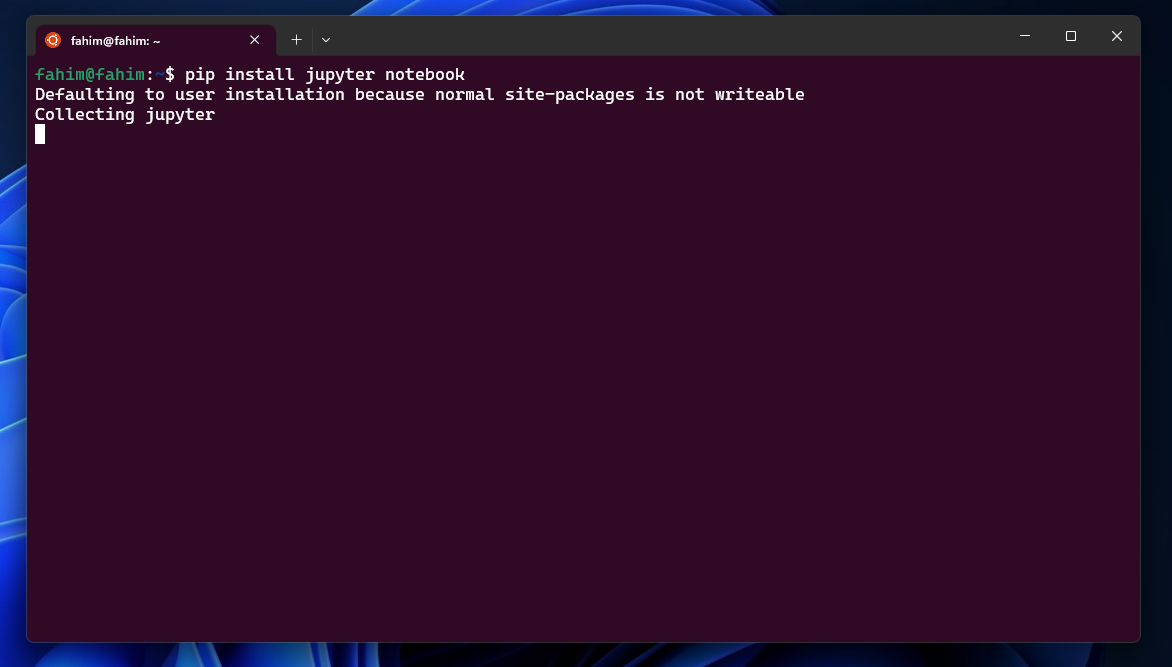 fahim@fahim: ~
fahim@fahim:~$ pip install jupyter notebook
Defaulting to user installation because normal site-packages is not writeable
Collecting jupyter